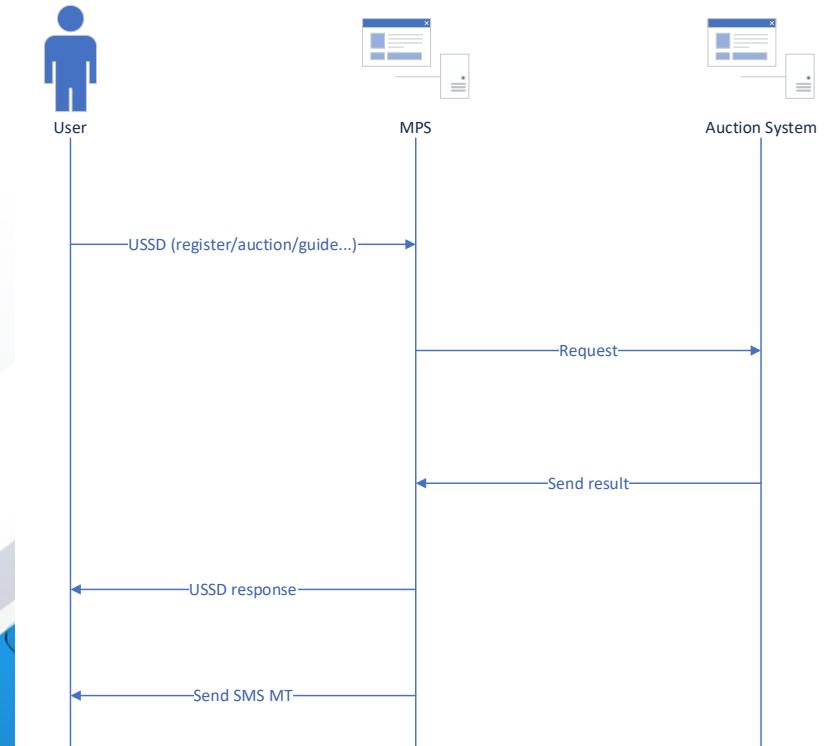 User
MPS
Auction System
USSD (register/auction/guide...)
Request
Send result
USSD response
Send SMS MT